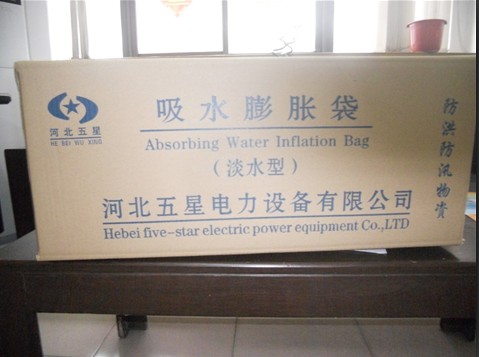 河北五星
HE BEI WU XING
吸水膨胀袋
Absorbing Water Inflation Bag
（淡水型）
河北五星电力设备有限公司
Hebei five-star electric power equipment Co.,LTD
防洪防汛物资